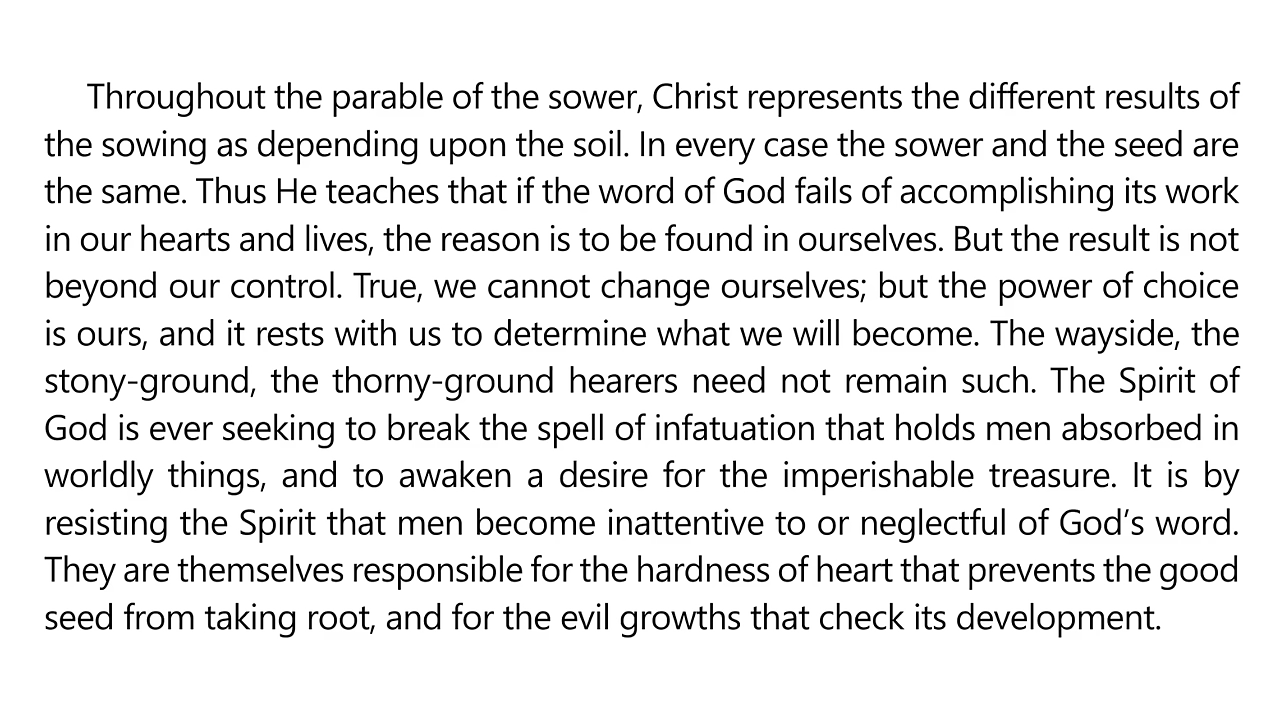 Throughout the parable of the sower, Christ represents the different results of
the sowing as depending upon the soil. In every case the sower and the seed are
the same. Thus He teaches that if the word of God fails of accomplishing its work
in our hearts and lives, the reason is to be found in ourselves. But the result is not
beyond our control. True, we cannot change ourselves; but the power of choice
is ours, and it rests with us to determine what we will become. The wayside, the
stony-ground, the thorny-ground hearers need not remain such. The Spirit of
God is ever seeking to break the spell of infatuation that holds men absorbed in
worldly things, and to awaken a desire for the imperishable treasure. It is by
resisting the Spirit that men become inattentive to or neglectful of God’s word.
They are themselves responsible for the hardness of heart that prevents the good
seed from taking root, and for the evil growths that check its development.